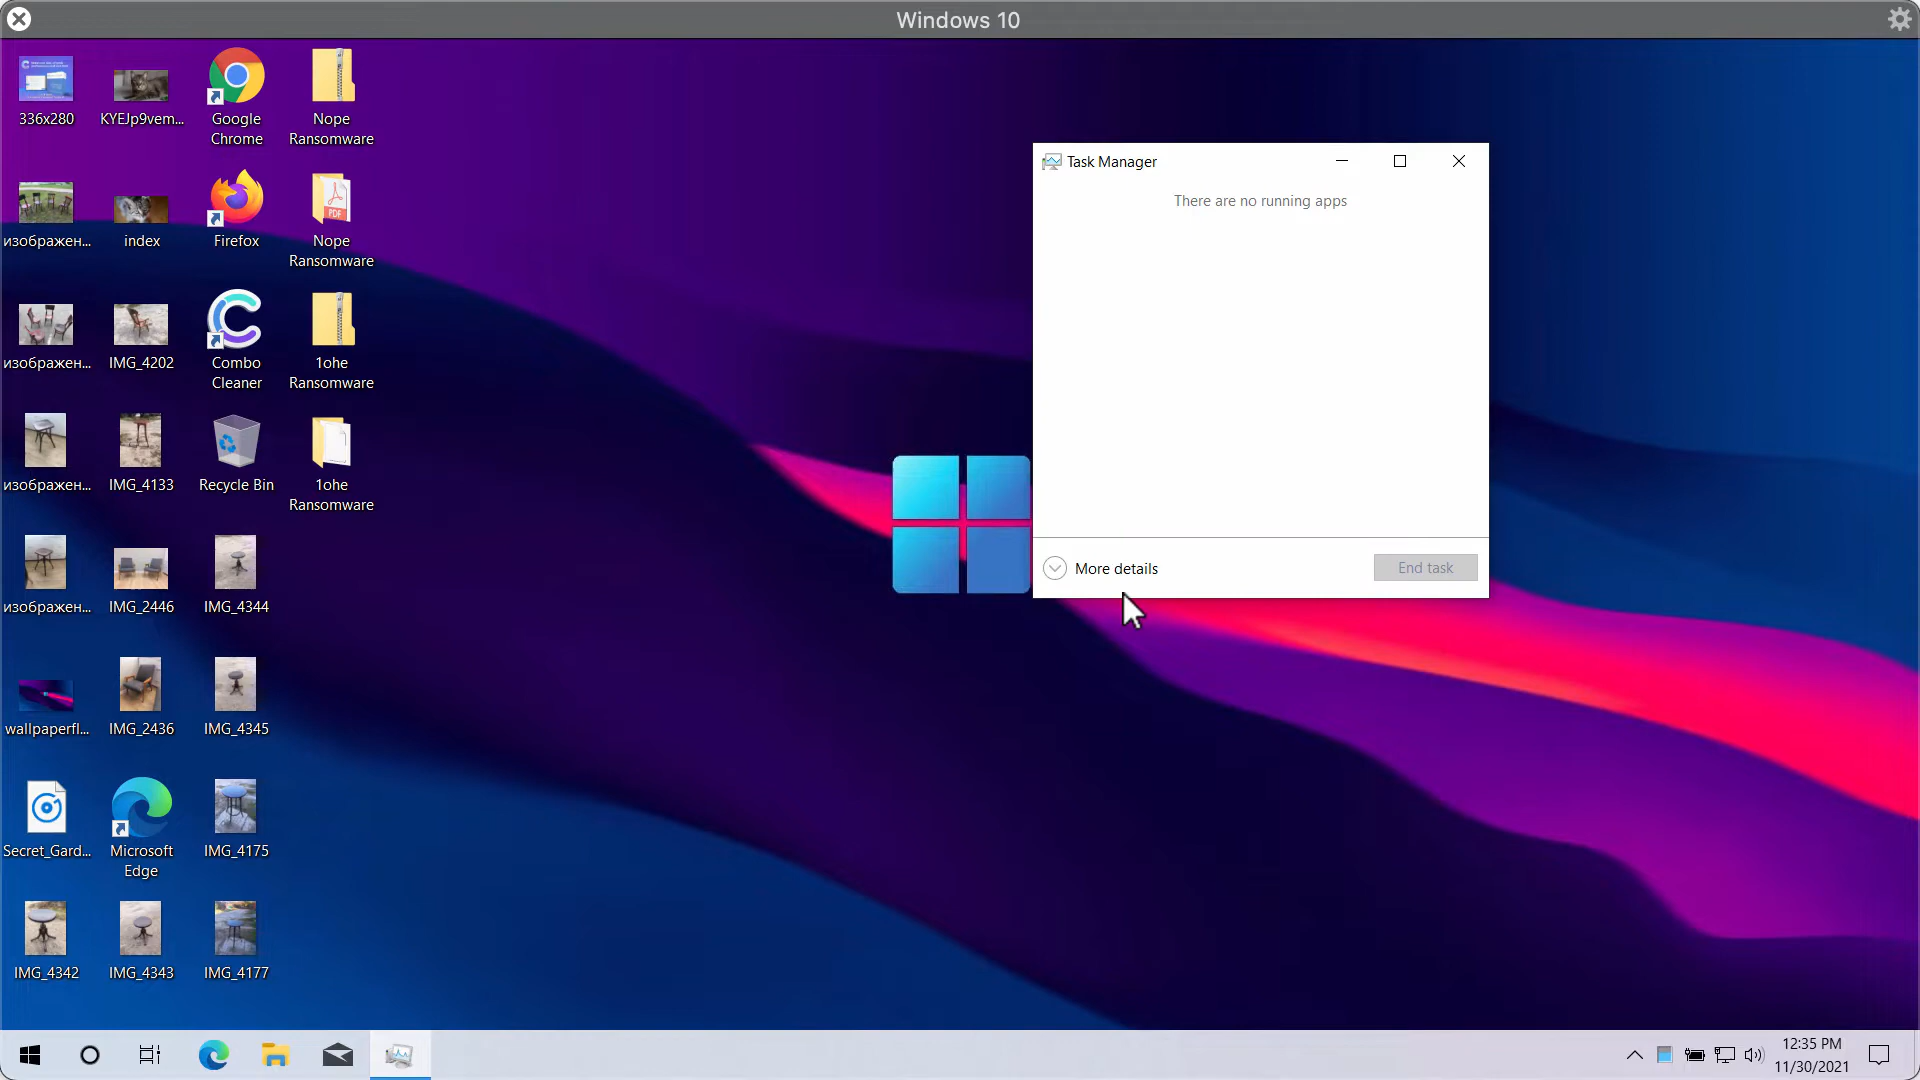 Windows 10
336x280
KYEJp9vem...
Google
Chrome
Nope
Ransomware
изображен...
index
Firefox
Nope
Ransomware
изображен...
IMG_4202
Combo
Cleaner
1ohe
Ransomware
изображен...
IMG_4133
Recycle Bin
1ohe
Ransomware
изображен...
IMG_2446
IMG_4344
wallpaperfl...
IMG_2436
IMG_4345
Secret_Gard...
Microsoft
Edge
IMG_4175
IMG_4342
IMG_4343
IMG_4177
Task Manager
There are no running apps
More details
End task
12:35 PM
11/30/2021
PDF